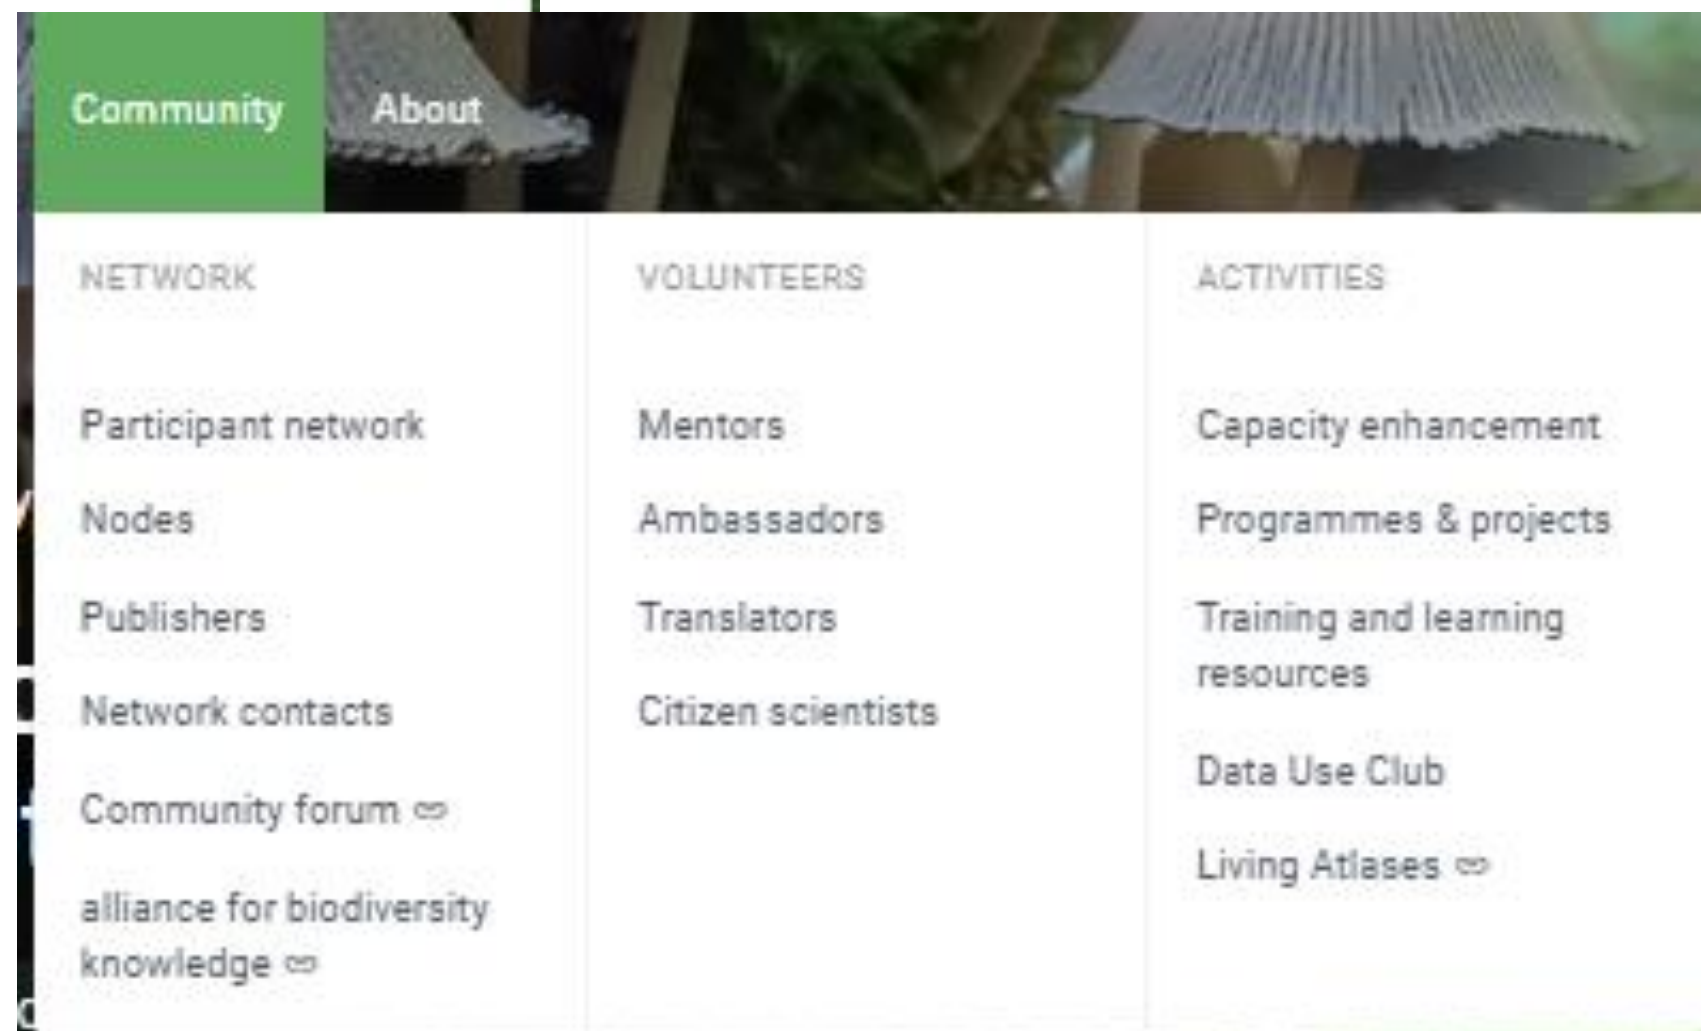 Community About
NETWORK
Participant network
Nodes
Publishers
Network contacts
Community forum
alliance for biodiversity
knowledge
VOLUNTEERS
Mentors
Ambassadors
Translators
Citizen scientists
ACTIVITIES
Capacity enhancement
Programmes & projects
Training and learning
resources
Data Use Club
Living Atlases